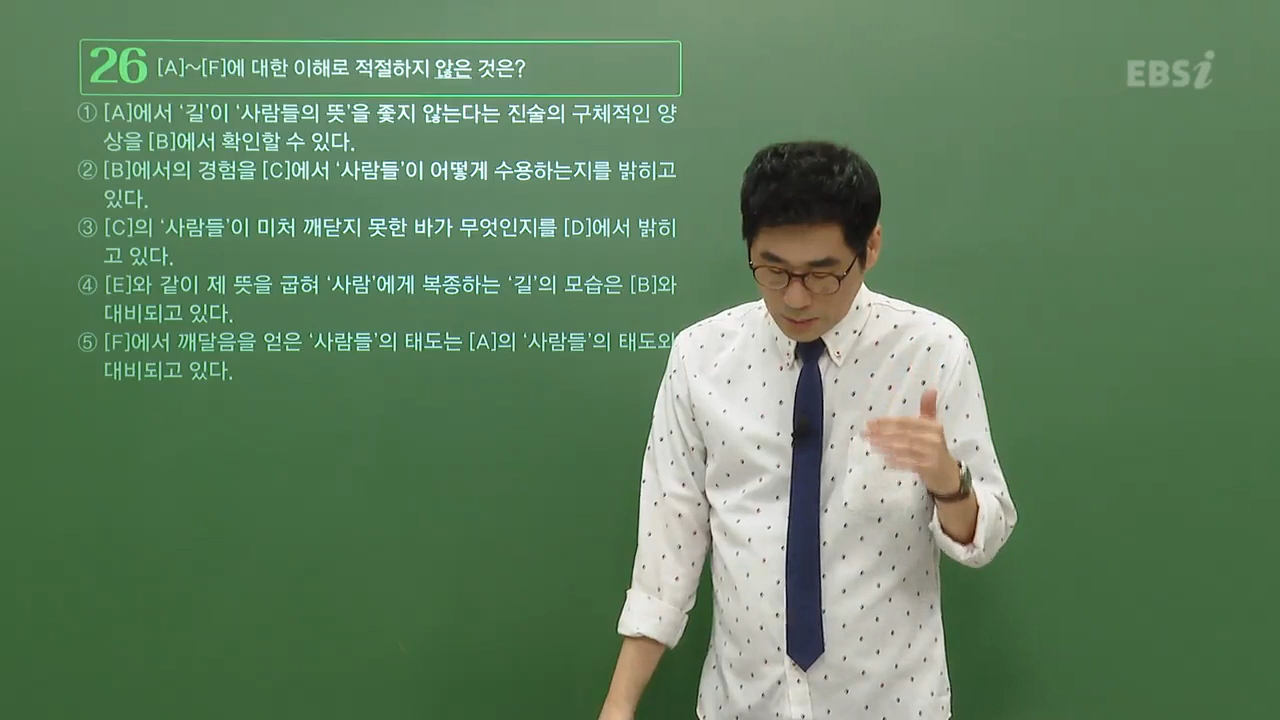 26 [A]~[F]에 대한 이해로 적절하지 않은 것은?
EBSi
① [A]에서 ‘길’이 ‘사람들의 뜻’을 좇지 않는다는 진술의 구체적인 양
상을 [B]에서 확인할 수 있다.
② [B]에서의 경험을 [C]에서 ‘사람들’이 어떻게 수용하는지를 밝히고
있다.
③ [C]의 ‘사람들’이 미처 깨닫지 못한 바가 무엇인지를 [D]에서 밝히
고 있다.
④ [E]와 같이 제 뜻을 굽혀 ‘사람’에게 복종하는 ‘길’의 모습은 [B]와
대비되고 있다.
⑤ [F]에서 깨달음을 얻은 ‘사람들’의 태도는 [A]의 ‘사람들’의 태도와
대비되고 있다.